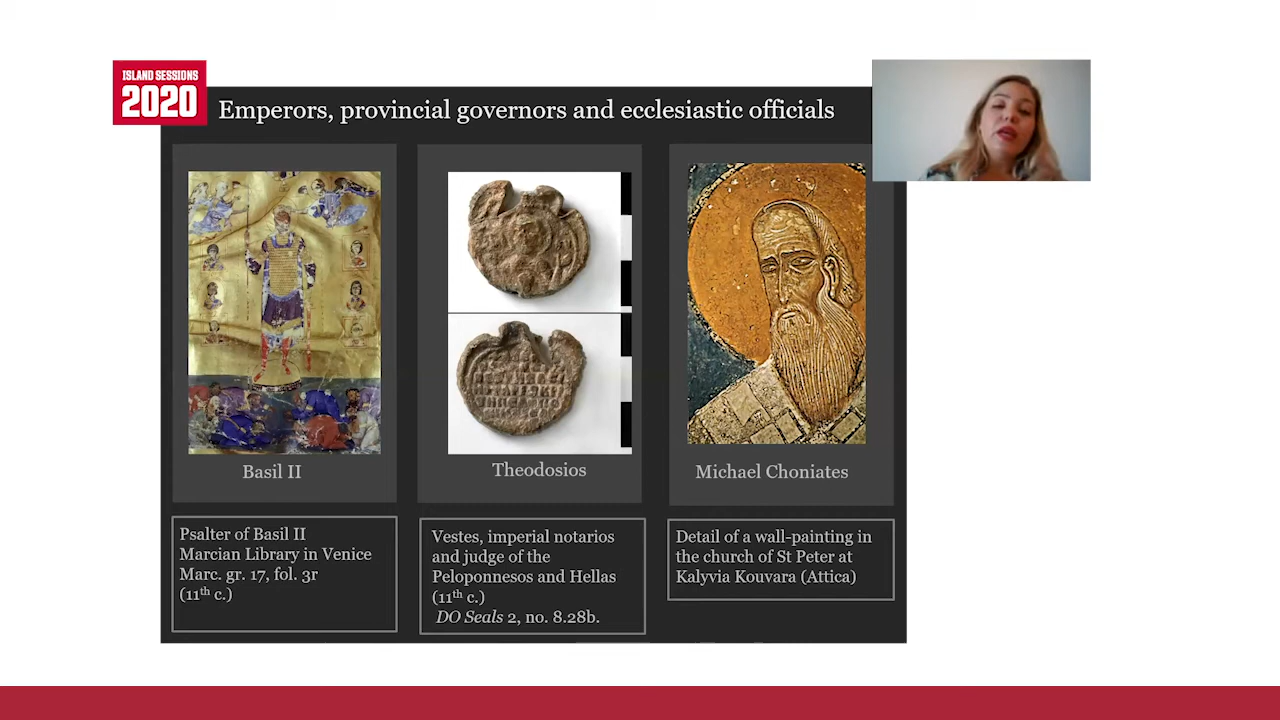 ISLAND SESSIONS
2020
Emperors, provincial governors and ecclesiastic officials
Basil II
Theodosios
Michael Choniates
Psalter of Basil II
Marcian Library in Venice
Marc. gr. 17, fol. 3r
(11th c.)
Vestes, imperial notarios
and judge of the
Peloponnesos and Hellas
(11th c.)
DO Seals 2, no. 8.28b.
Detail of a wall-painting in
the church of St Peter at
Kalyvia Kouvara (Attica)